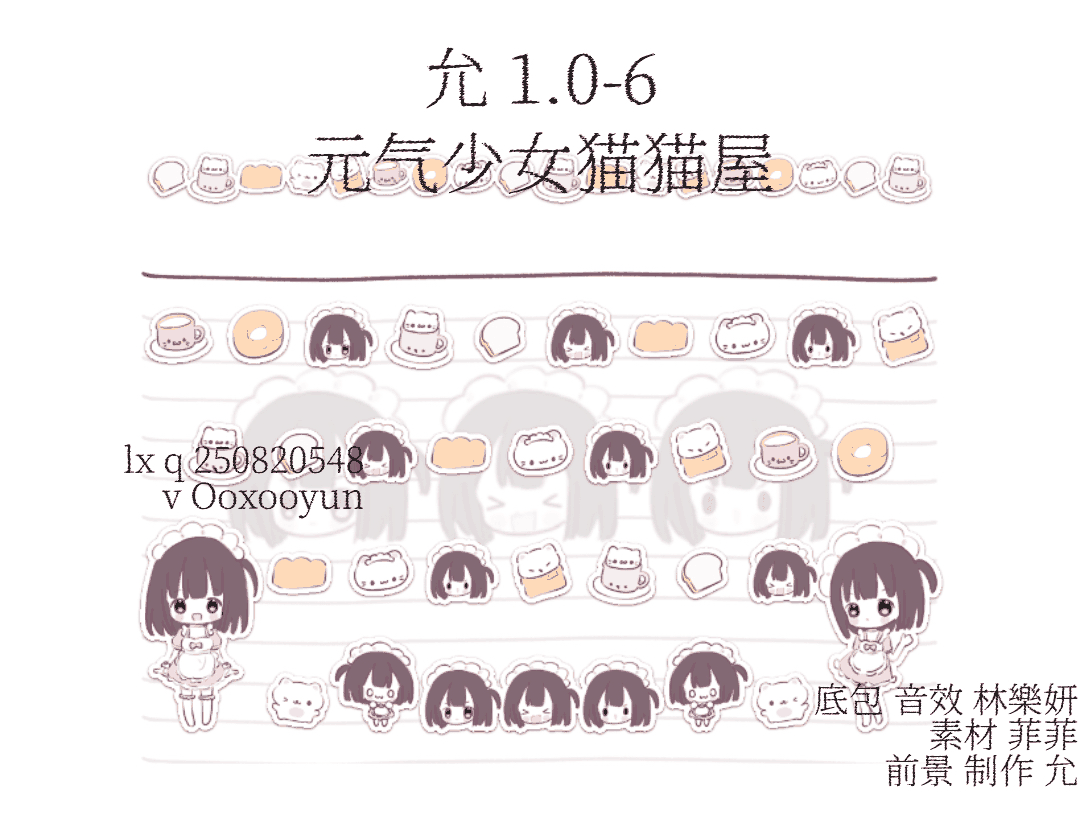 允 1.0-6
元气少女猫猫屋
lx q 250820548
v Ooxooyun
底包 音效 林樂妍
素材 菲菲
前景 制作 允